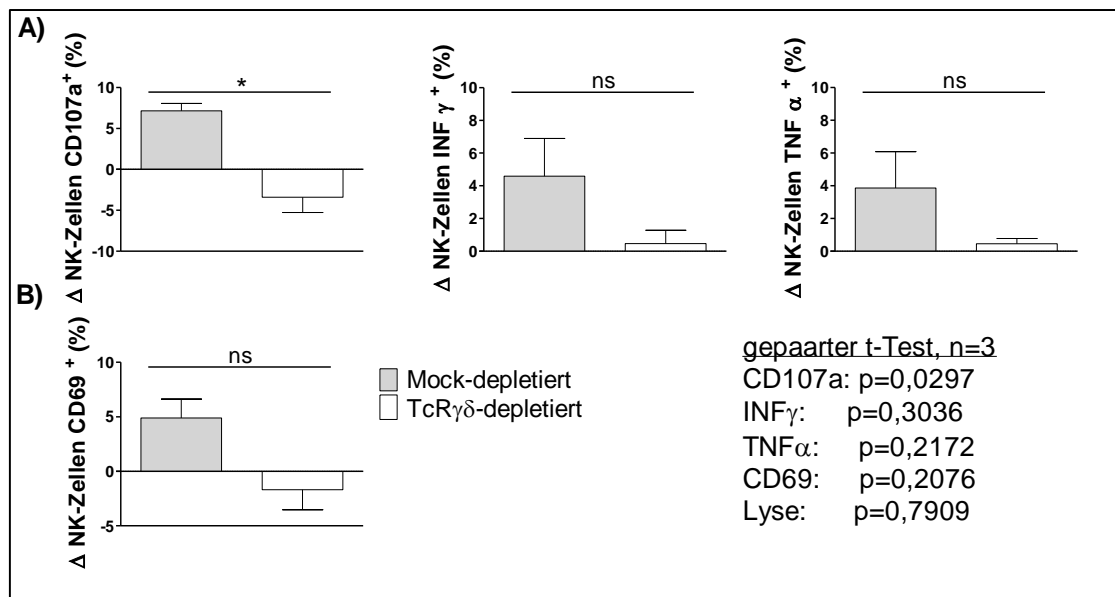 A)
Δ NK-Zellen CD107a⁺ (%)
10
5
0
-5
-10
*
Δ NK-Zellen INF γ ⁺ (%)
10
8
6
4
2
0
ns
Δ NK-Zellen TNF α ⁺ (%)
10
8
6
4
2
0
ns
B)
Δ NK-Zellen CD69 ⁺ (%)
10
5
0
-5
ns
Mock-depletiert
TcRγδ-depletiert
gepaarter t-Test, n=3
CD107a: p=0,0297
INFγ: p=0,3036
TNFα: p=0,2172
CD69: p=0,2076
Lyse: p=0,7909